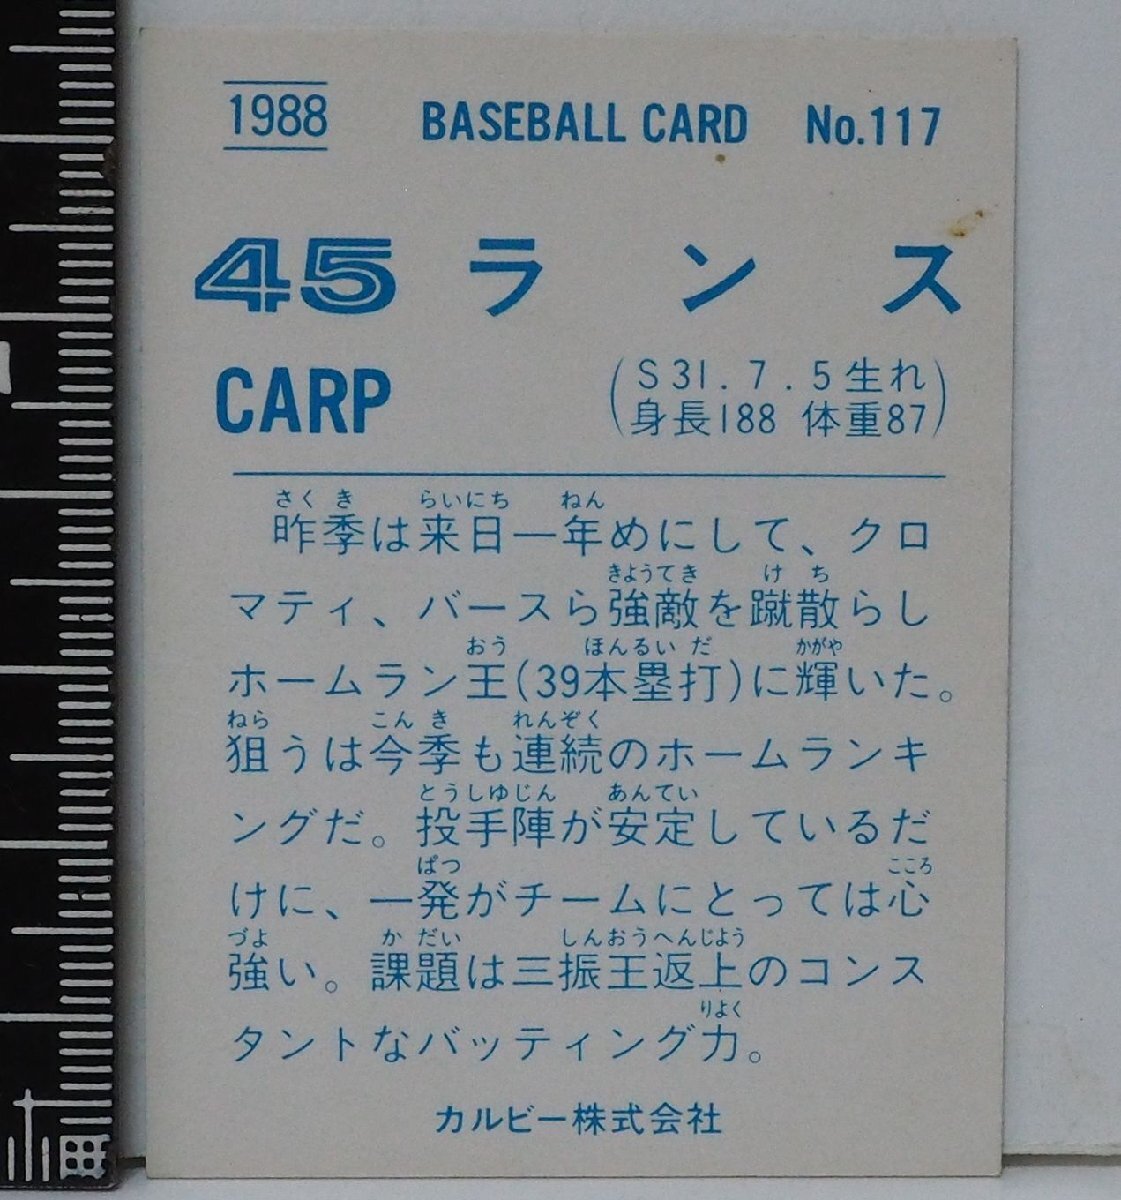 1988 BASEBALL CARD No.117
45 ランス
CARP
(S31.7.5生れ
身長188 体重87)
さくき らいにち ねん
昨季は来日一年めにして、クロ
きようてき けち
マティ、バースら強敵を蹴散らし
おう ほんるいだ かがや
ホームラン王(39本塁打)に輝いた。
ねら こんき れんぞく
狙うは今季も連続のホームランキ
とうしゆじん あんてい
ングだ。投手陣が安定しているだ
ぱつ こころ
けに、一発がチームにとっては心
づよ かだい しんおうへんじよう
強い。課題は三振王返上のコンス
りよく
タントなバッティング力。
カルビー株式会社